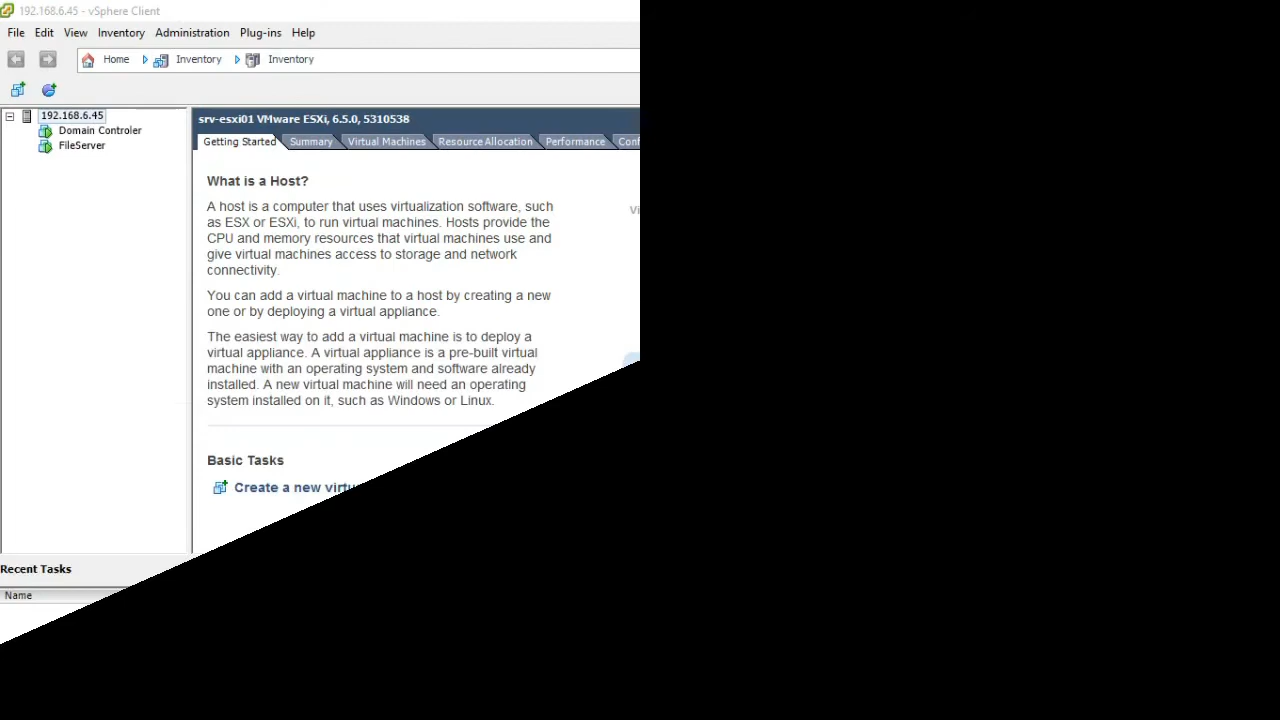 192.168.6.45 - vSphere Client
File Edit View Inventory Administration Plug-ins Help
Home Inventory Inventory
192.168.6.45
Domain Controler
FileServer
srv-esxi01 VMware ESXi, 6.5.0, 5310538
Getting Started Summary Virtual Machines Resource Allocation Performance
What is a Host?
A host is a computer that uses virtualization software, such
as ESX or ESXi, to run virtual machines. Hosts provide the
CPU and memory resources that virtual machines use and
give virtual machines access to storage and network
connectivity.
You can add a virtual machine to a host by creating a new
one or by deploying a virtual appliance.
The easiest way to add a virtual machine is to deploy a
virtual appliance. A virtual appliance is a pre-built virtual
machine with an operating system and software already
installed. A new virtual machine will need an operating
system installed on it, such as Windows or Linux.
Basic Tasks
Create a new
Recent Tasks
Name